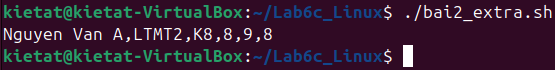 kietat@kietat-VirtualBox:~/Lab6c_Linux$ ./bai2_extra.sh
Nguyen Van A,LTMT2,K8,8,9,8
kietat@kietat-VirtualBox:~/Lab6c_Linux$